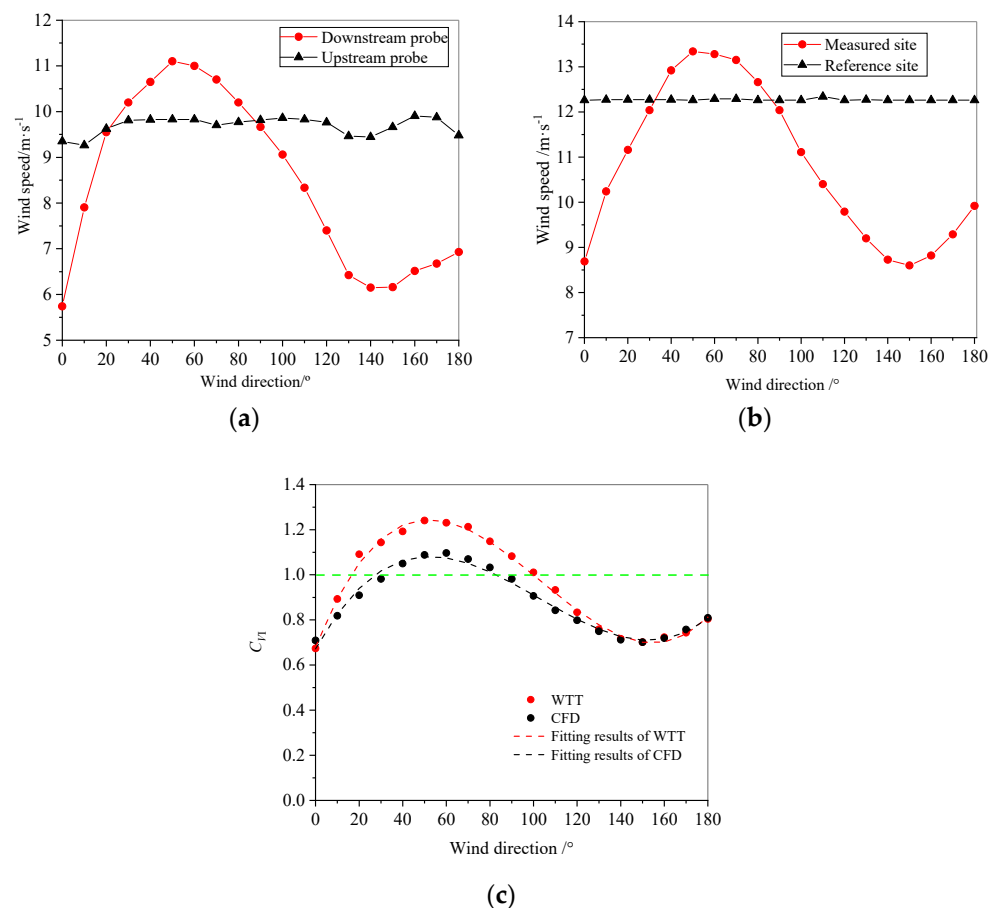 12
11
10
9
8
7
6
5
0 20 40 60 80 100 120 140 160 180
Wind speed/m·s⁻¹
Wind direction/º
Downstream probe
Upstream probe
(a)
14
13
12
11
10
9
8
7
0 20 40 60 80 100 120 140 160 180
Wind speed /m·s⁻¹
Wind direction /°
Measured site
Reference site
(b)
1.4
1.2
1.0
0.8
0.6
0.4
0.2
0.0
0 20 40 60 80 100 120 140 160 180
C_VI
Wind direction /°
WTT
CFD
Fitting results of WTT
Fitting results of CFD
(c)